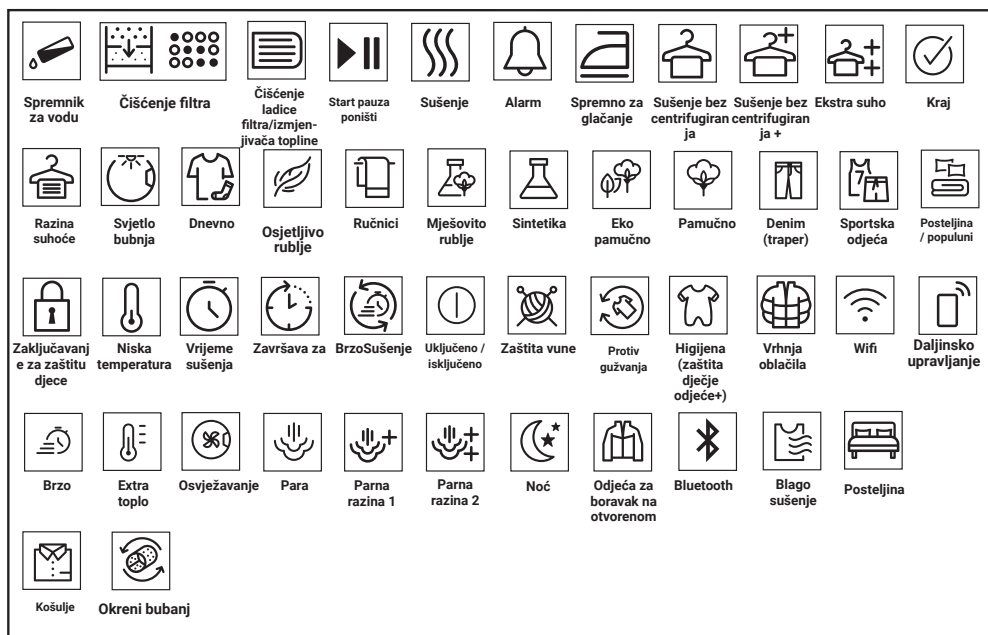 Spremnik
za vodu
Čišćenje filtra
Čišćenje
ladice
filtra/izmjen-
jivača topline
Start pauza
poništi
Sušenje
Alarm
Spremno za
glačanje
Sušenje bez
centrifugiran
ja
Sušenje bez
centrifugiran
ja +
Ekstra suho
Kraj
Razina
suhoće
Svjetlo
bubnja
Dnevno
Osjetljivo
rublje
Ručnici
Mješovito
rublje
Sintetika
Eko
pamučno
Pamučno
Denim
(traper)
Sportska
odjeća
Posteljina
/ populuni
Zaključavanj
e za zaštitu
djece
Niska
temperatura
Vrijeme
sušenja
Završava za
BrzoSušenje
Uključeno /
isključeno
Zaštita vune
Protiv
gužvanja
Higijena
(zaštita
dječje
odjeće+)
Vrhnja
oblačila
Wifi
Daljinsko
upravljanje
Brzo
Extra
toplo
Osvježavanje
Para
Parna
razina 1
Parna
razina 2
Noć
Odjeća za
boravak na
otvorenom
Bluetooth
Blago
sušenje
Posteljina
Košulje
Okreni bubanj